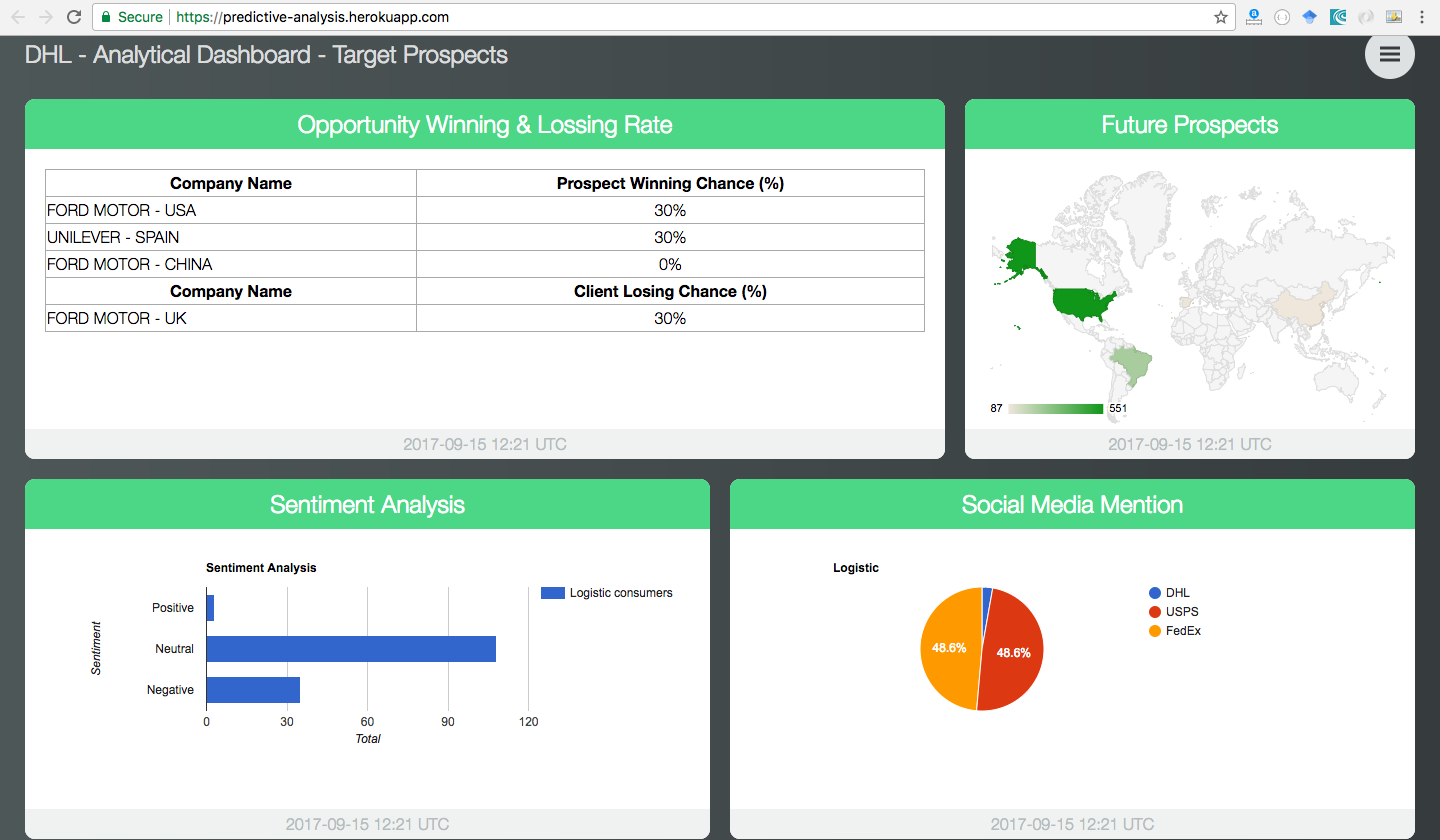 Secure https://predictive-analysis.herokuapp.com
DHL - Analytical Dashboard - Target Prospects
Opportunity Winning & Lossing Rate
Company Name Prospect Winning Chance (%)
FORD MOTOR - USA 30%
UNILEVER - SPAIN 30%
FORD MOTOR - CHINA 0%
Company Name Client Losing Chance (%)
FORD MOTOR - UK 30%
2017-09-15 12:21 UTC
Future Prospects
87 551
2017-09-15 12:21 UTC
Sentiment Analysis
Sentiment Analysis
Logistic consumers
Sentiment
Positive
Neutral
Negative
0 30 60 90 120
Total
2017-09-15 12:21 UTC
Social Media Mention
Logistic
DHL
USPS
FedEx
48.6% 48.6%
2017-09-15 12:21 UTC